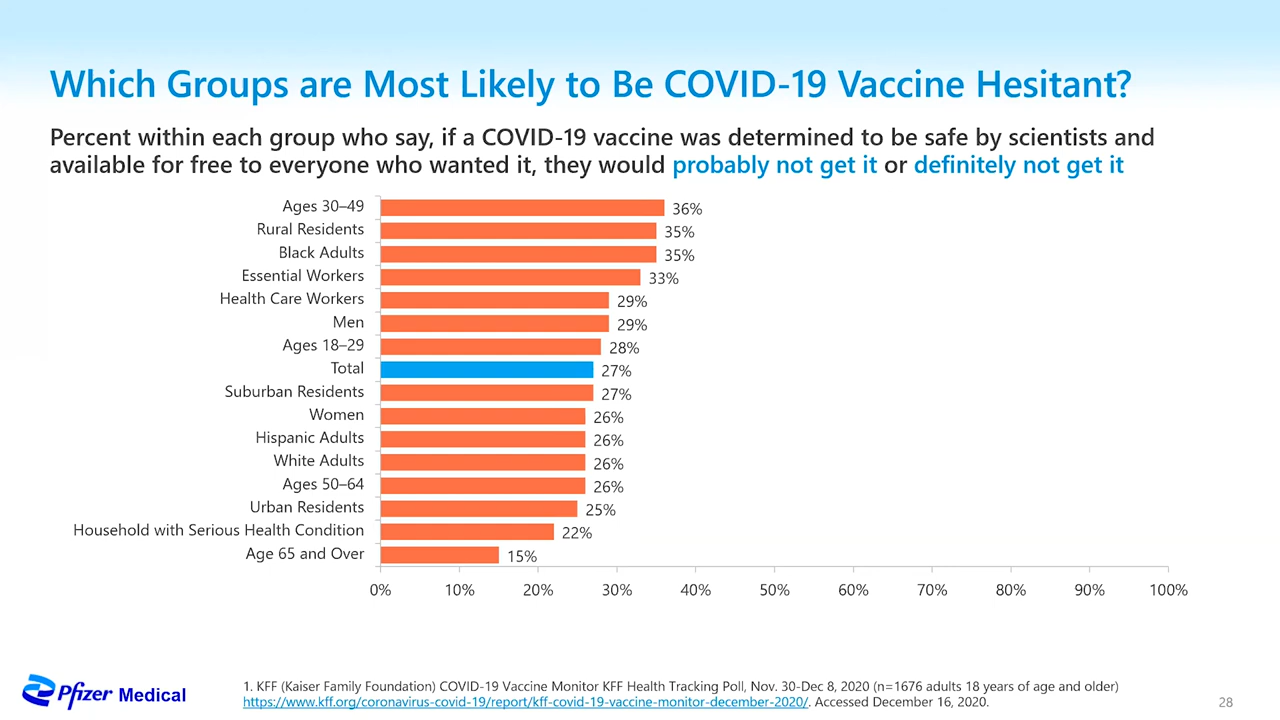 Which Groups are Most Likely to Be COVID-19 Vaccine Hesitant?
Percent within each group who say, if a COVID-19 vaccine was determined to be safe by scientists and
available for free to everyone who wanted it, they would probably not get it or definitely not get it
Ages 30–49 36%
Rural Residents 35%
Black Adults 35%
Essential Workers 33%
Health Care Workers 29%
Men 29%
Ages 18–29 28%
Total 27%
Suburban Residents 27%
Women 26%
Hispanic Adults 26%
White Adults 26%
Ages 50–64 26%
Urban Residents 25%
Household with Serious Health Condition 22%
Age 65 and Over 15%
0% 10% 20% 30% 40% 50% 60% 70% 80% 90% 100%
Pfizer Medical
1. KFF (Kaiser Family Foundation) COVID-19 Vaccine Monitor KFF Health Tracking Poll, Nov. 30-Dec 8, 2020 (n=1676 adults 18 years of age and older)
https://www.kff.org/coronavirus-covid-19/report/kff-covid-19-vaccine-monitor-december-2020/. Accessed December 16, 2020.
28